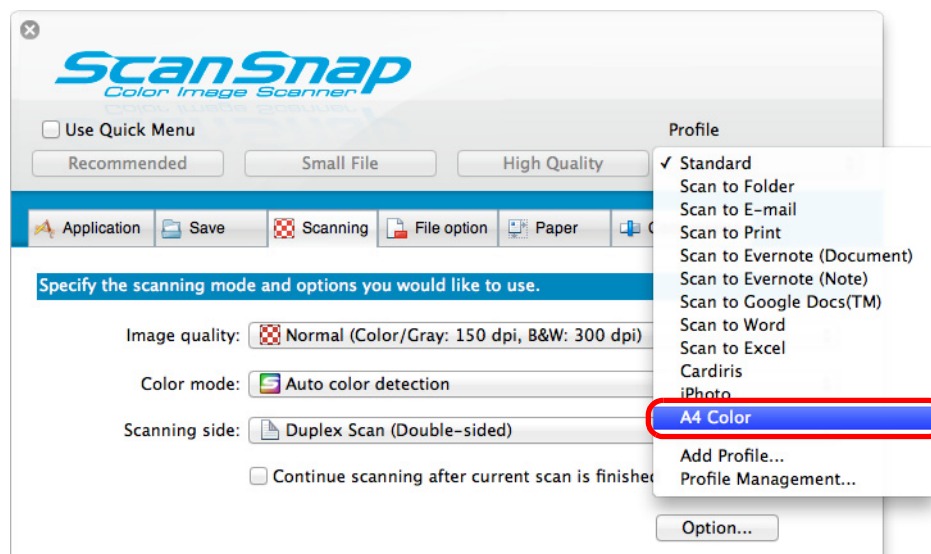 ScanSnap
Color Image Scanner
Use Quick Menu
Profile
Recommended
Small File
High Quality
✓ Standard
Scan to Folder
Scan to E-mail
Scan to Print
Scan to Evernote (Document)
Scan to Evernote (Note)
Scan to Google Docs(TM)
Scan to Word
Scan to Excel
Cardiris
iPhoto
A4 Color
Add Profile...
Profile Management...
Application
Save
Scanning
File option
Paper
Specify the scanning mode and options you would like to use.
Image quality: Normal (Color/Gray: 150 dpi, B&W: 300 dpi)
Color mode: Auto color detection
Scanning side: Duplex Scan (Double-sided)
Continue scanning after current scan is finished
Option...